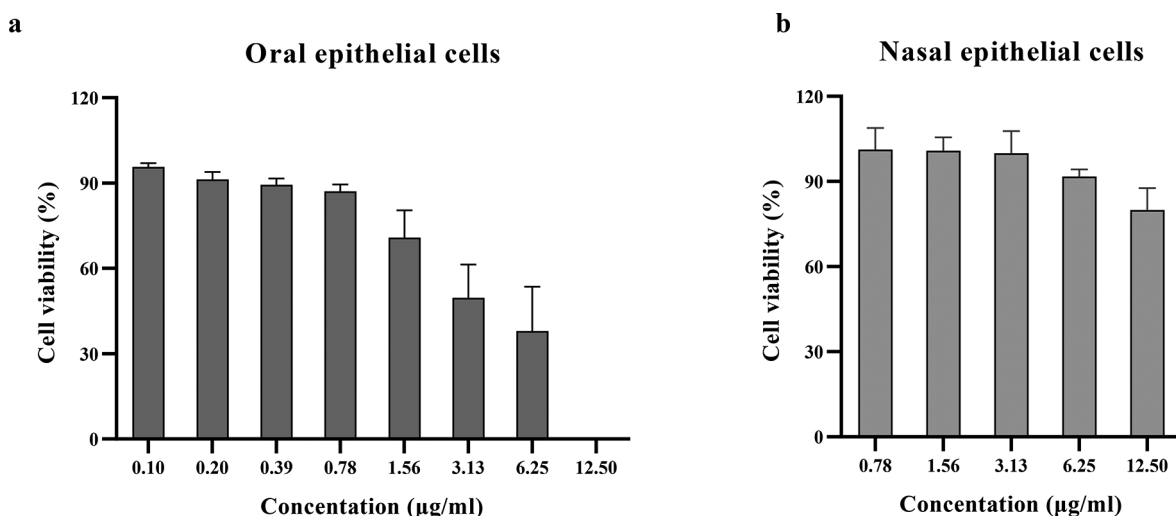 a
Oral epithelial cells
Cell viability (%)
120
90
60
30
0
0.10 0.20 0.39 0.78 1.56 3.13 6.25 12.50
Concentation (μg/ml)
b
Nasal epithelial cells
Cell viability (%)
120
90
60
30
0
0.78 1.56 3.13 6.25 12.50
Concentation (μg/ml)